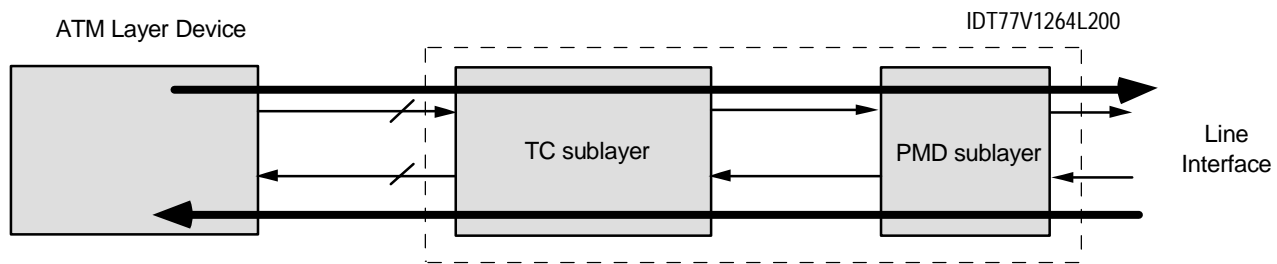 IDT77V1264L200
ATM Layer Device
TC sublayer
PMD sublayer
Line
Interface